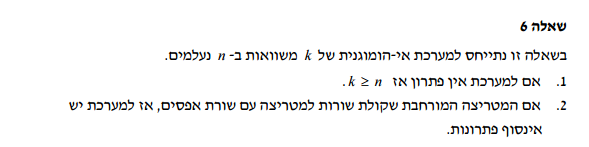 שאלה 6
בשאלה זו נתייחס למערכת אי-הומוגנית של k משוואות ב- n נעלמים.
1. אם למערכת אין פתרון אז k ≥ n.
2. אם המטריצה המורחבת שקולת שורות למטריצה עם שורת אפסים, אז למערכת יש
אינסוף פתרונות.